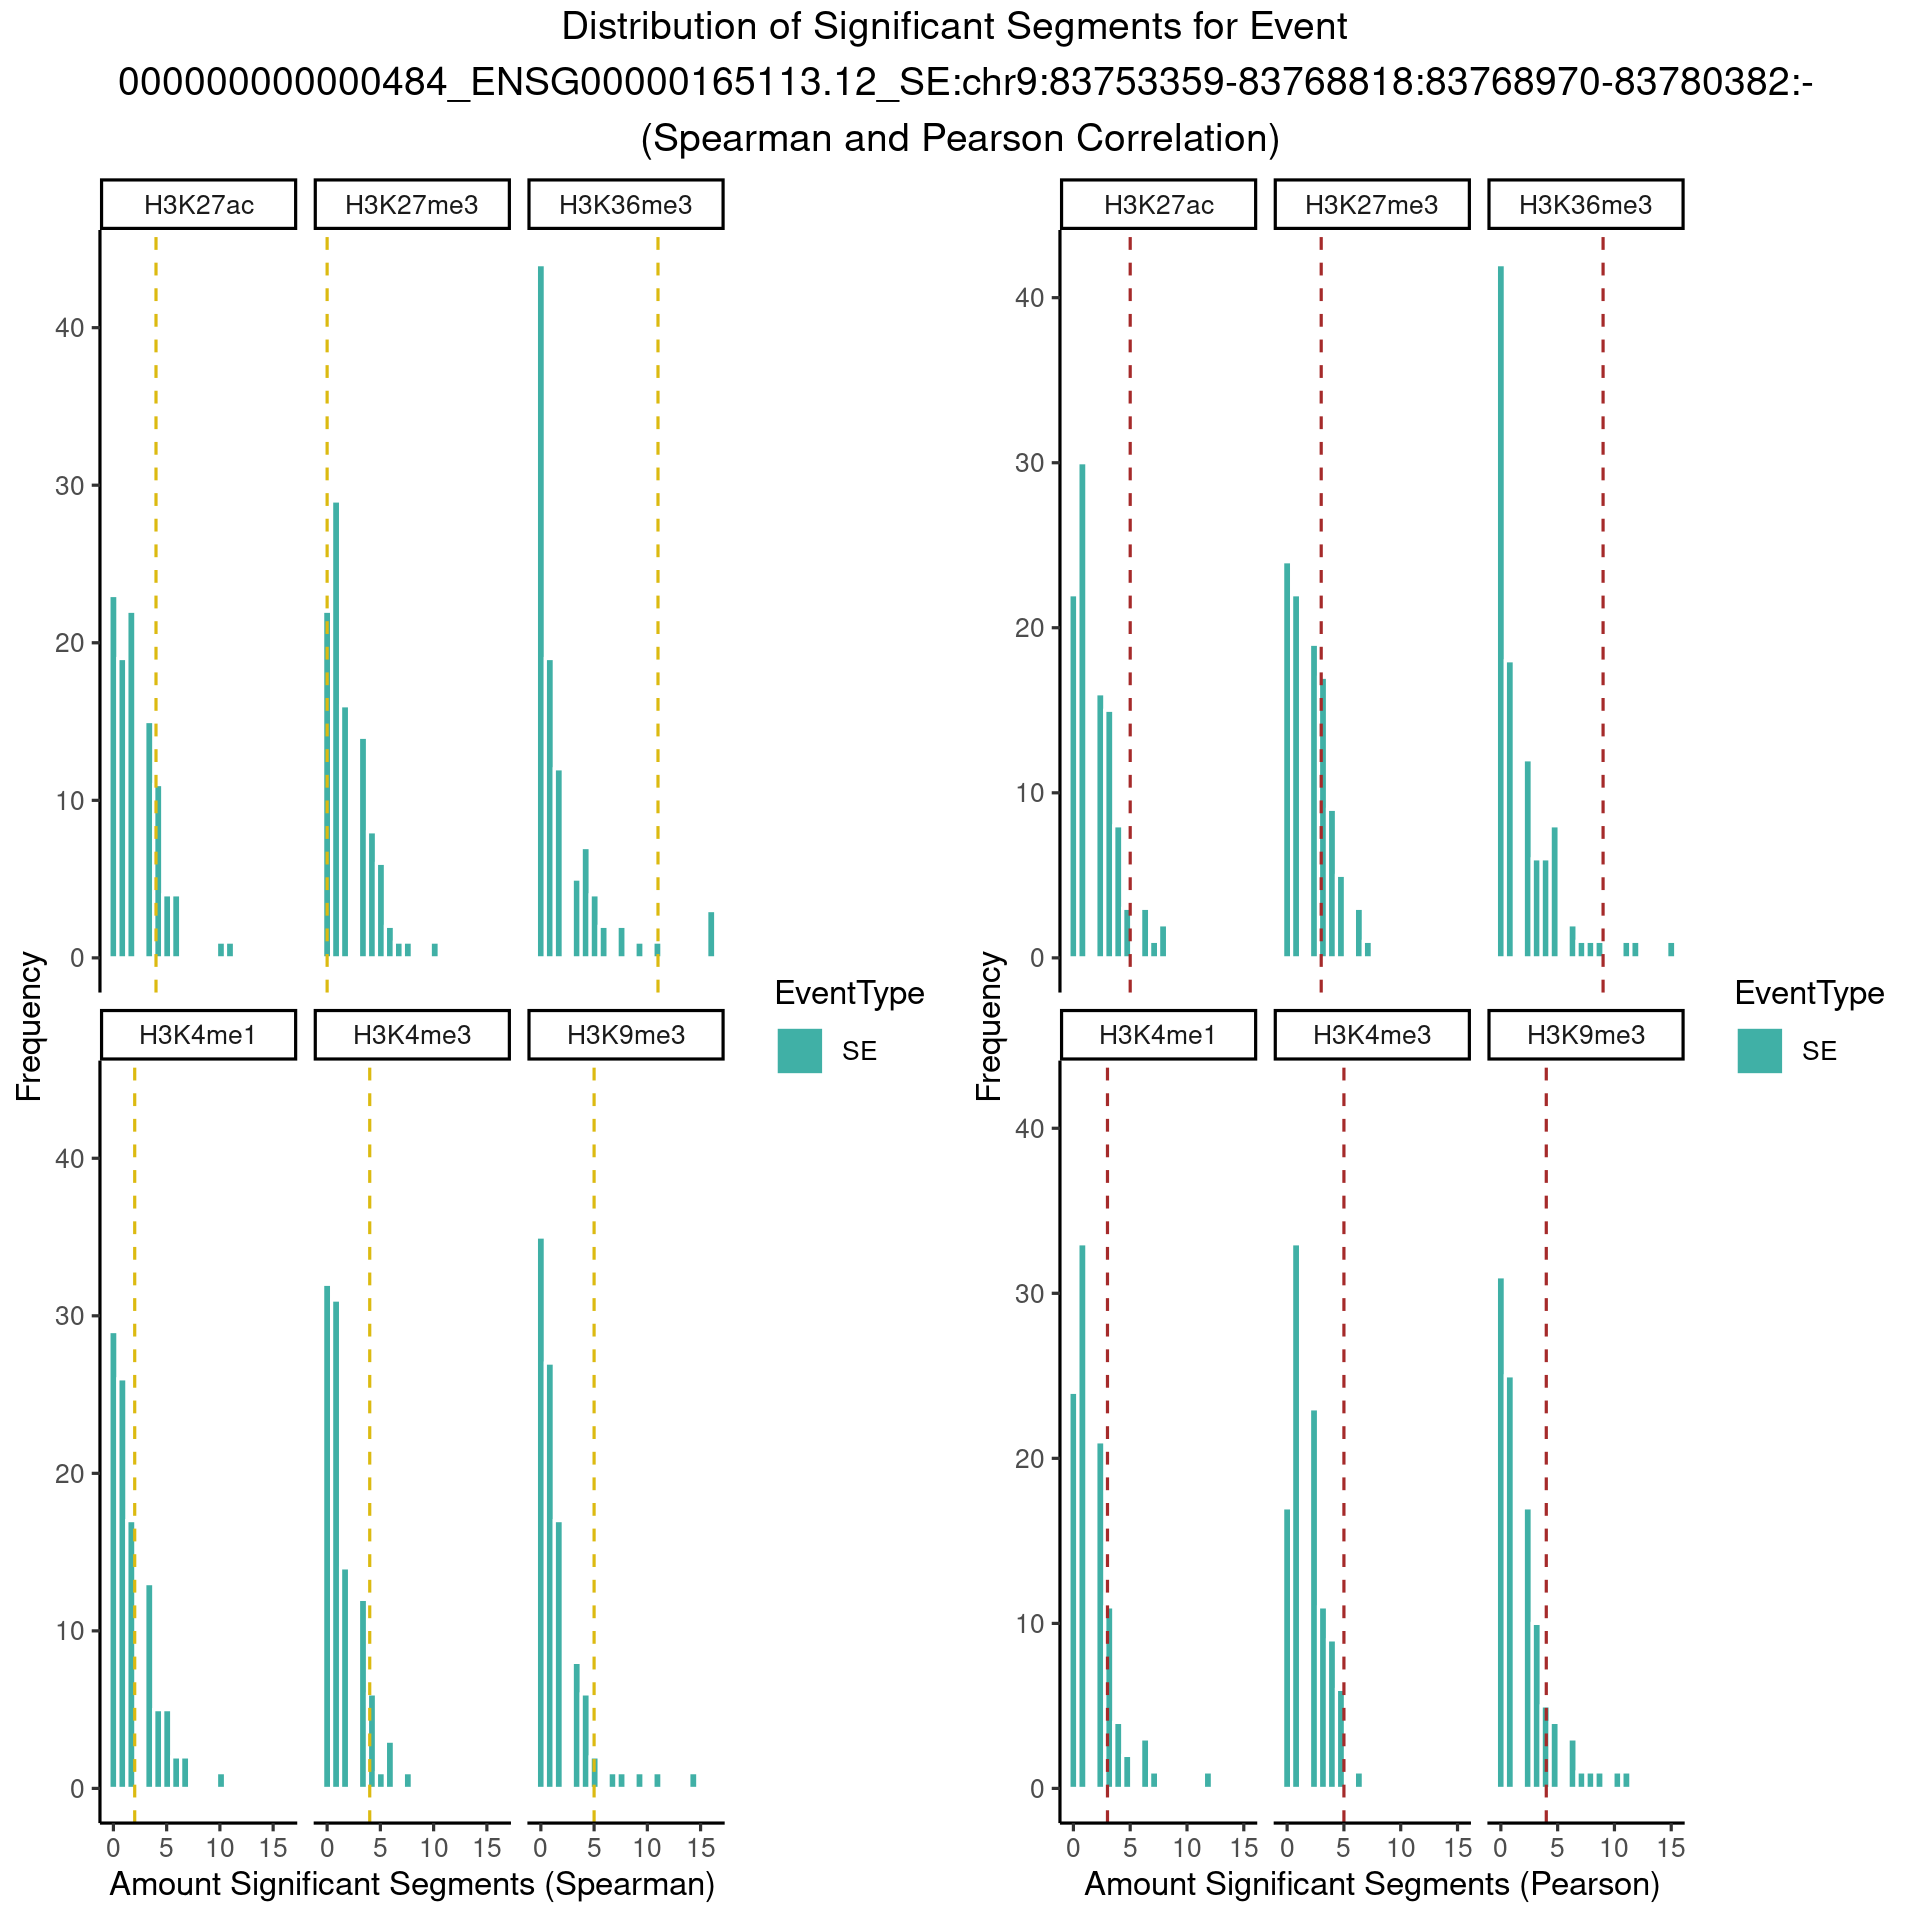 Distribution of Significant Segments for Event
000000000000484_ENSG00000165113.12_SE:chr9:83753359-83768818:83768970-83780382:-
(Spearman and Pearson Correlation)
H3K27ac
H3K27me3
H3K36me3
40
30
20
10
0
H3K4me1
H3K4me3
H3K9me3
40
30
20
10
0
0 5 10 15
0 5 10 15
0 5 10 15
Frequency
Amount Significant Segments (Spearman)
EventType
SE
H3K27ac
H3K27me3
H3K36me3
40
30
20
10
0
H3K4me1
H3K4me3
H3K9me3
40
30
20
10
0
0 5 10 15
0 5 10 15
0 5 10 15
Frequency
Amount Significant Segments (Pearson)
EventType
SE